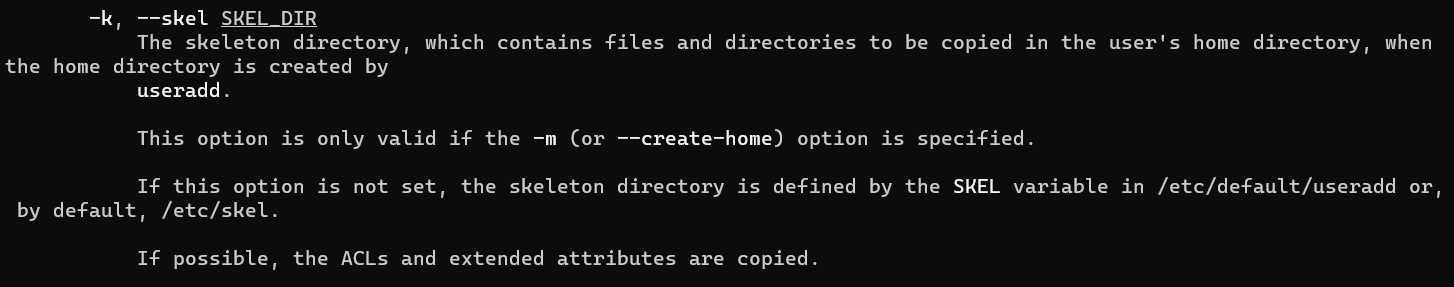 -k, --skel SKEL_DIR
The skeleton directory, which contains files and directories to be copied in the user's home directory, when
the home directory is created by
useradd.
This option is only valid if the -m (or --create-home) option is specified.
If this option is not set, the skeleton directory is defined by the SKEL variable in /etc/default/useradd or,
by default, /etc/skel.
If possible, the ACLs and extended attributes are copied.